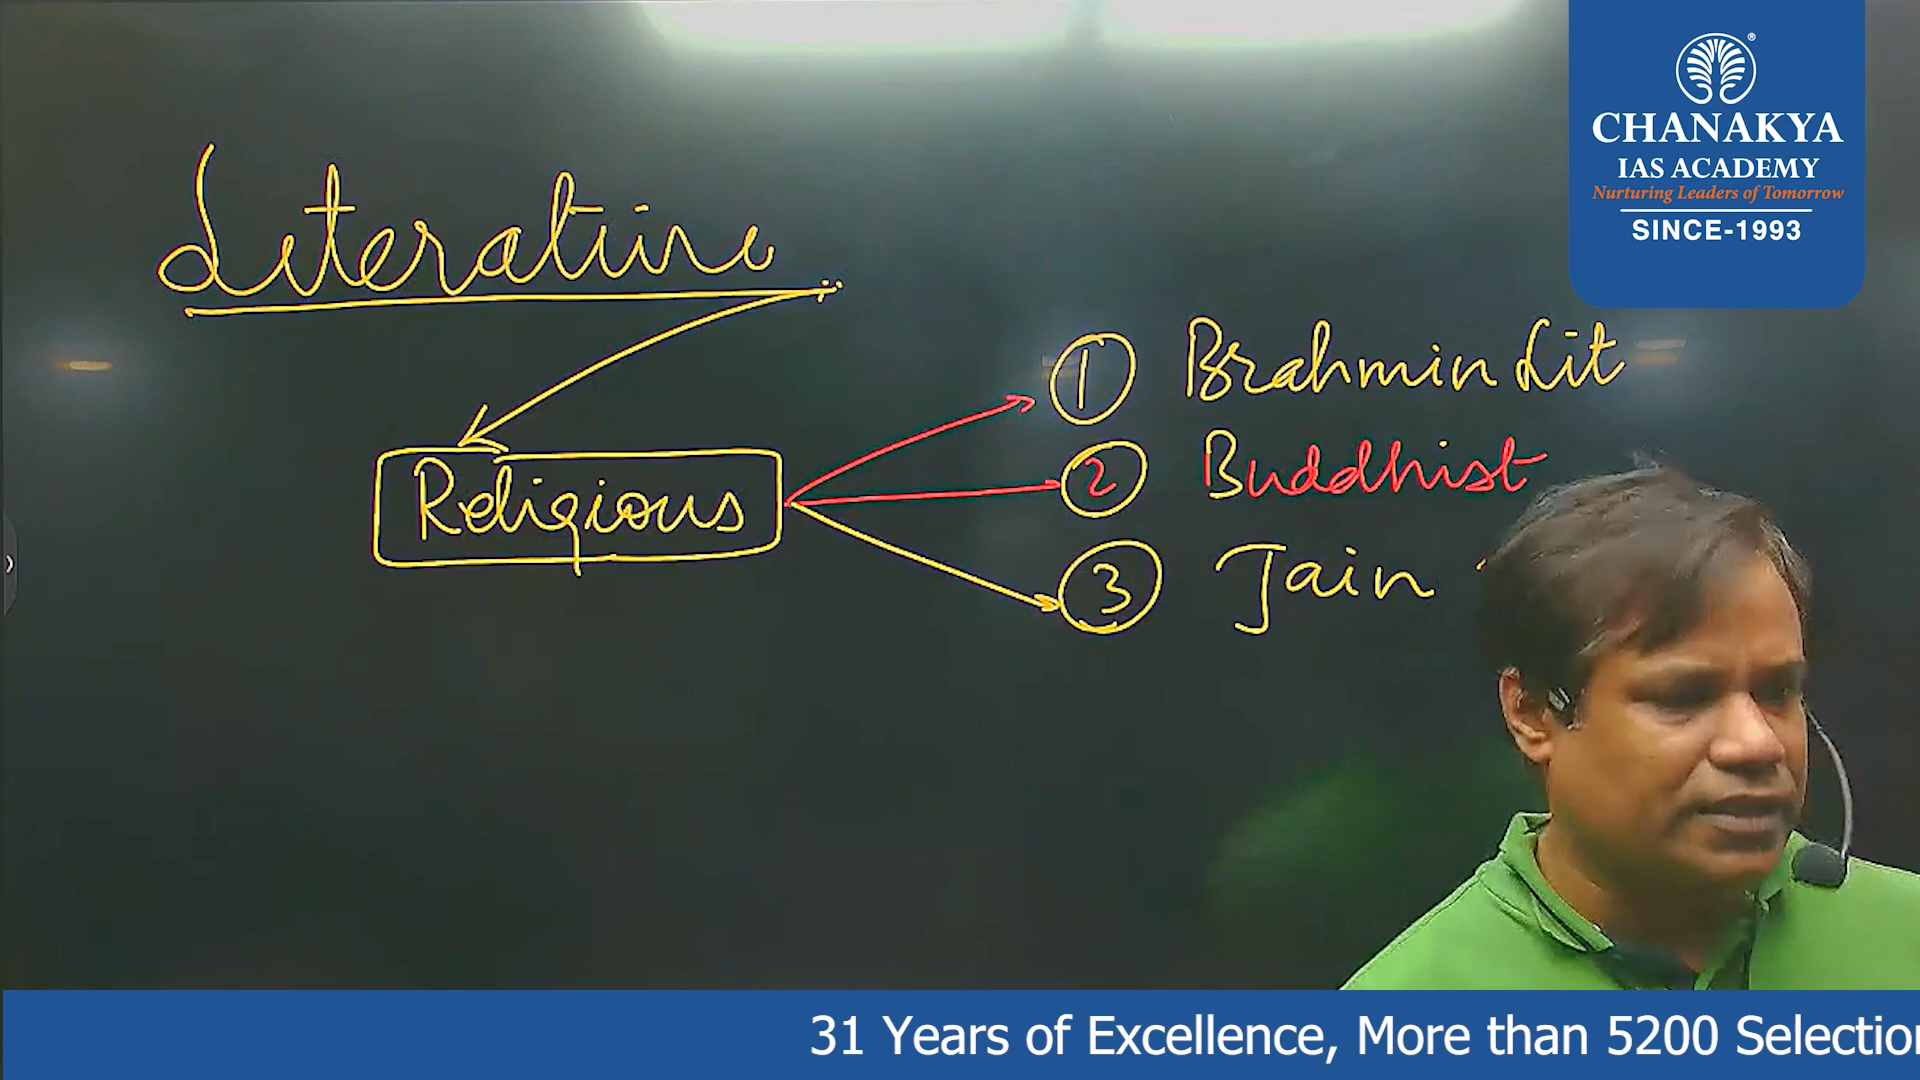 CHANAKYA
IAS ACADEMY
Nurturing Leaders of Tomorrow
SINCE-1993
Literature
Religious
1 Brahmin Lit
2 Buddhist
3 Jain
31 Years of Excellence, More than 5200 Selection